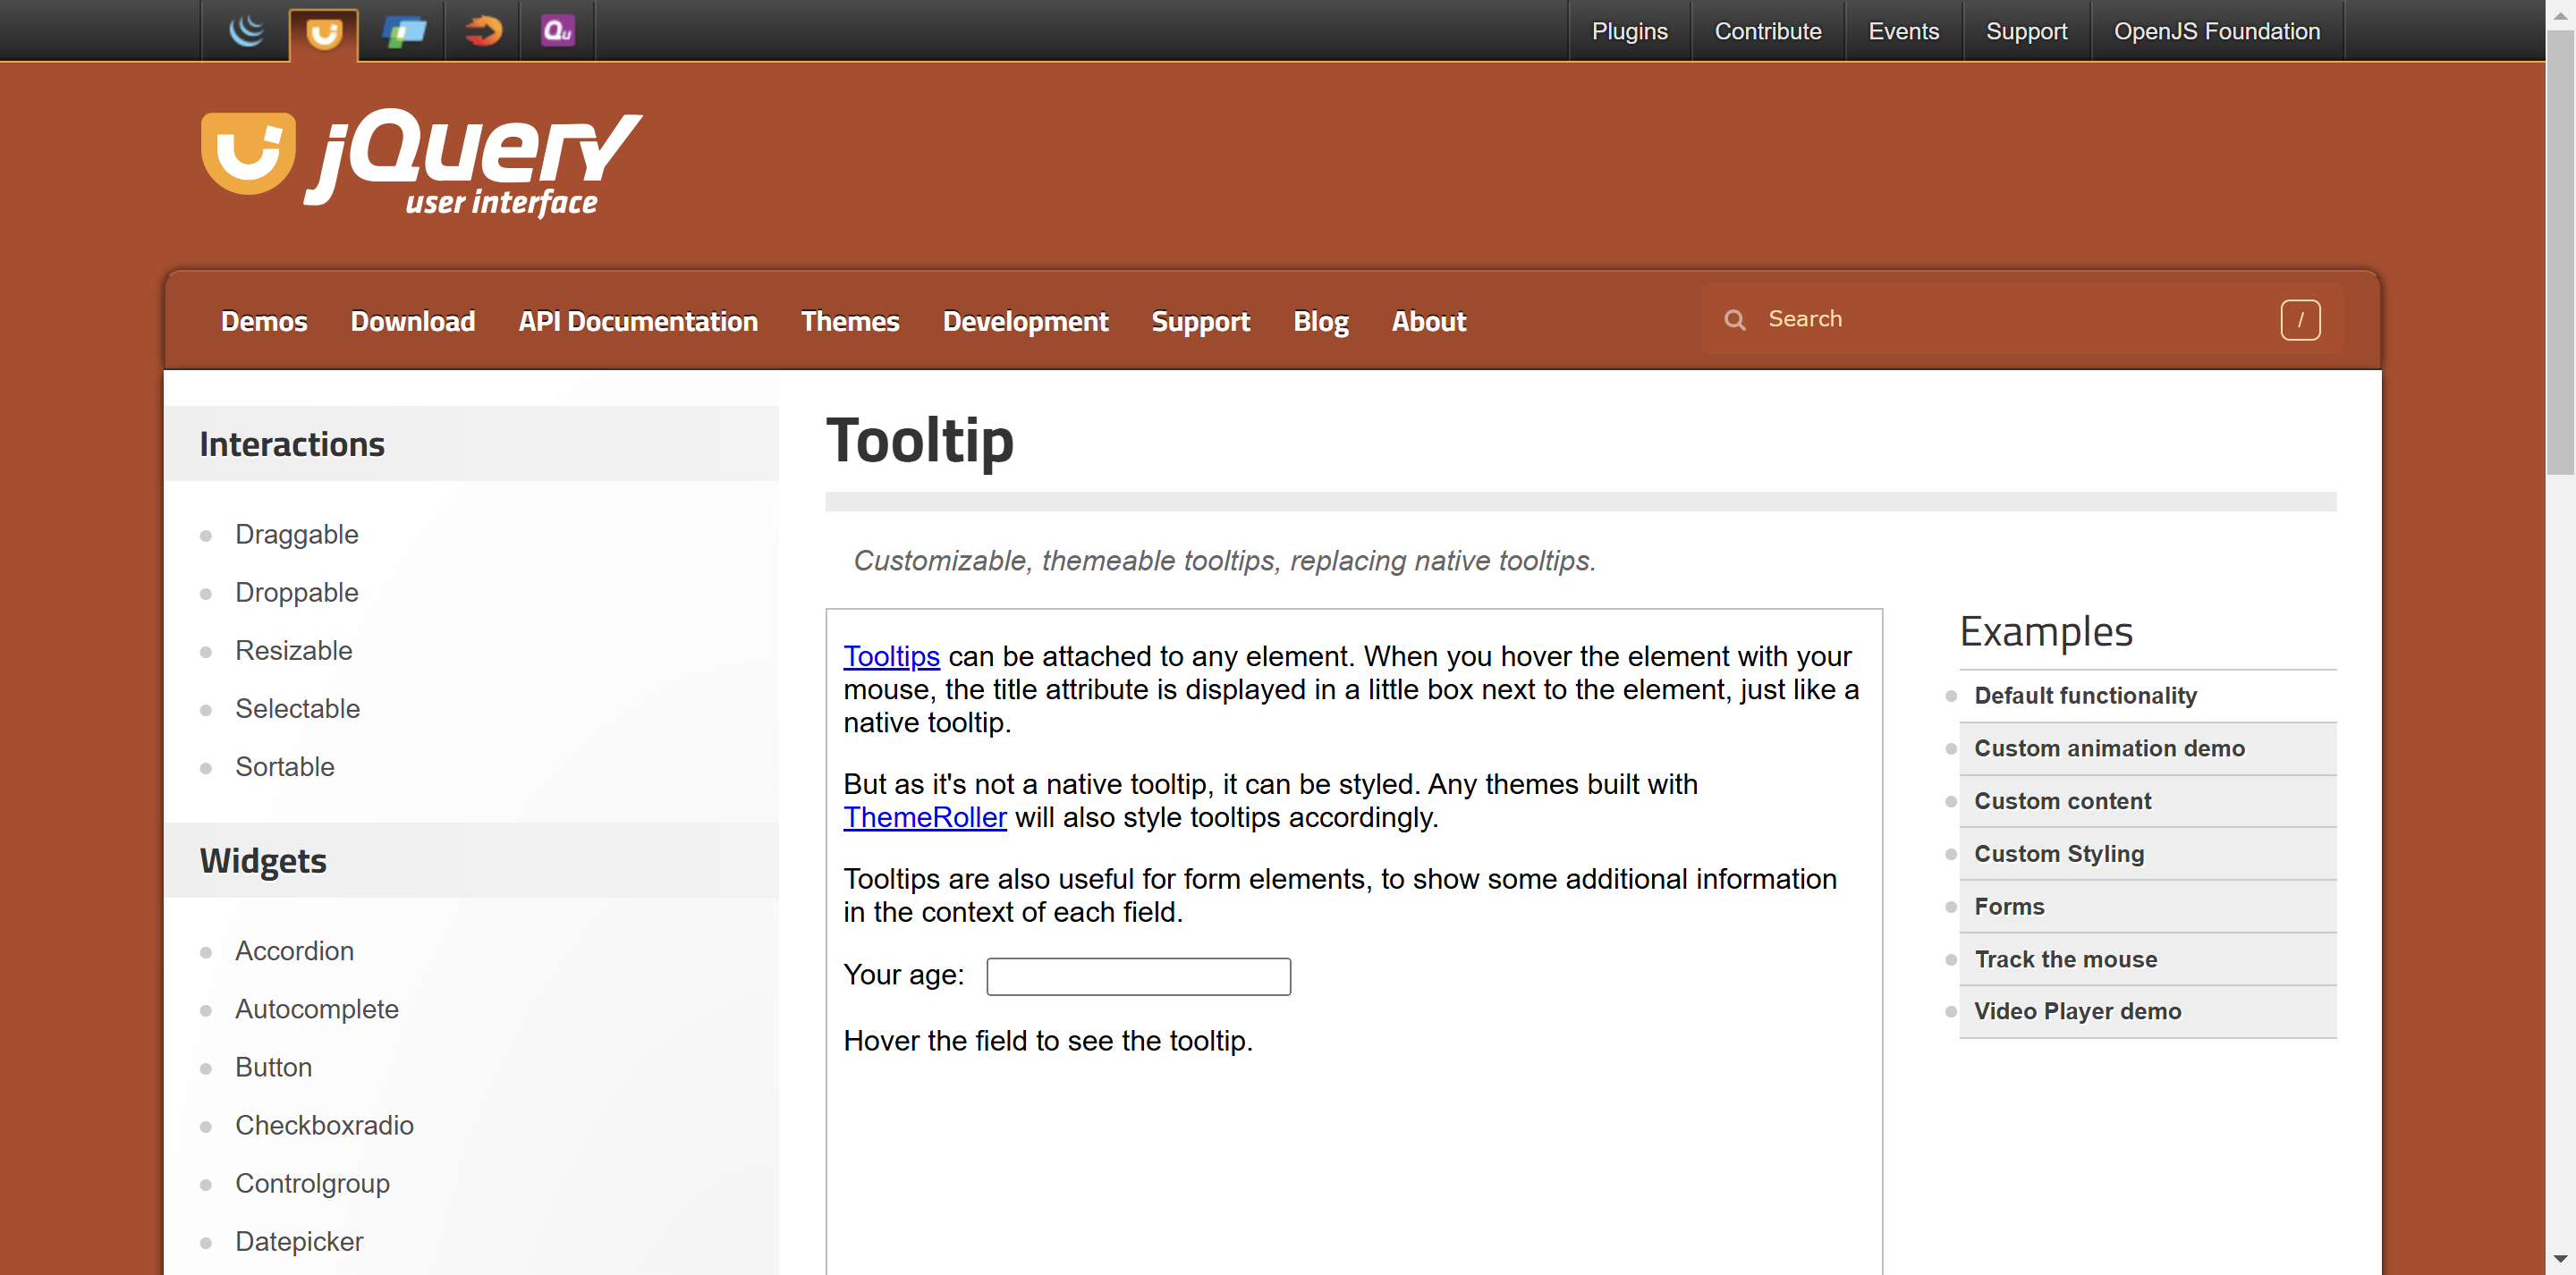 Qu
Plugins
Contribute
Events
Support
OpenJS Foundation
jQuery
user interface
Demos
Download
API Documentation
Themes
Development
Support
Blog
About
Search
/
Interactions
Draggable
Droppable
Resizable
Selectable
Sortable
Widgets
Accordion
Autocomplete
Button
Checkboxradio
Controlgroup
Datepicker
Tooltip
Customizable, themeable tooltips, replacing native tooltips.
Tooltips can be attached to any element. When you hover the element with your
mouse, the title attribute is displayed in a little box next to the element, just like a
native tooltip.
But as it's not a native tooltip, it can be styled. Any themes built with
ThemeRoller will also style tooltips accordingly.
Tooltips are also useful for form elements, to show some additional information
in the context of each field.
Your age:
Hover the field to see the tooltip.
Examples
Default functionality
Custom animation demo
Custom content
Custom Styling
Forms
Track the mouse
Video Player demo